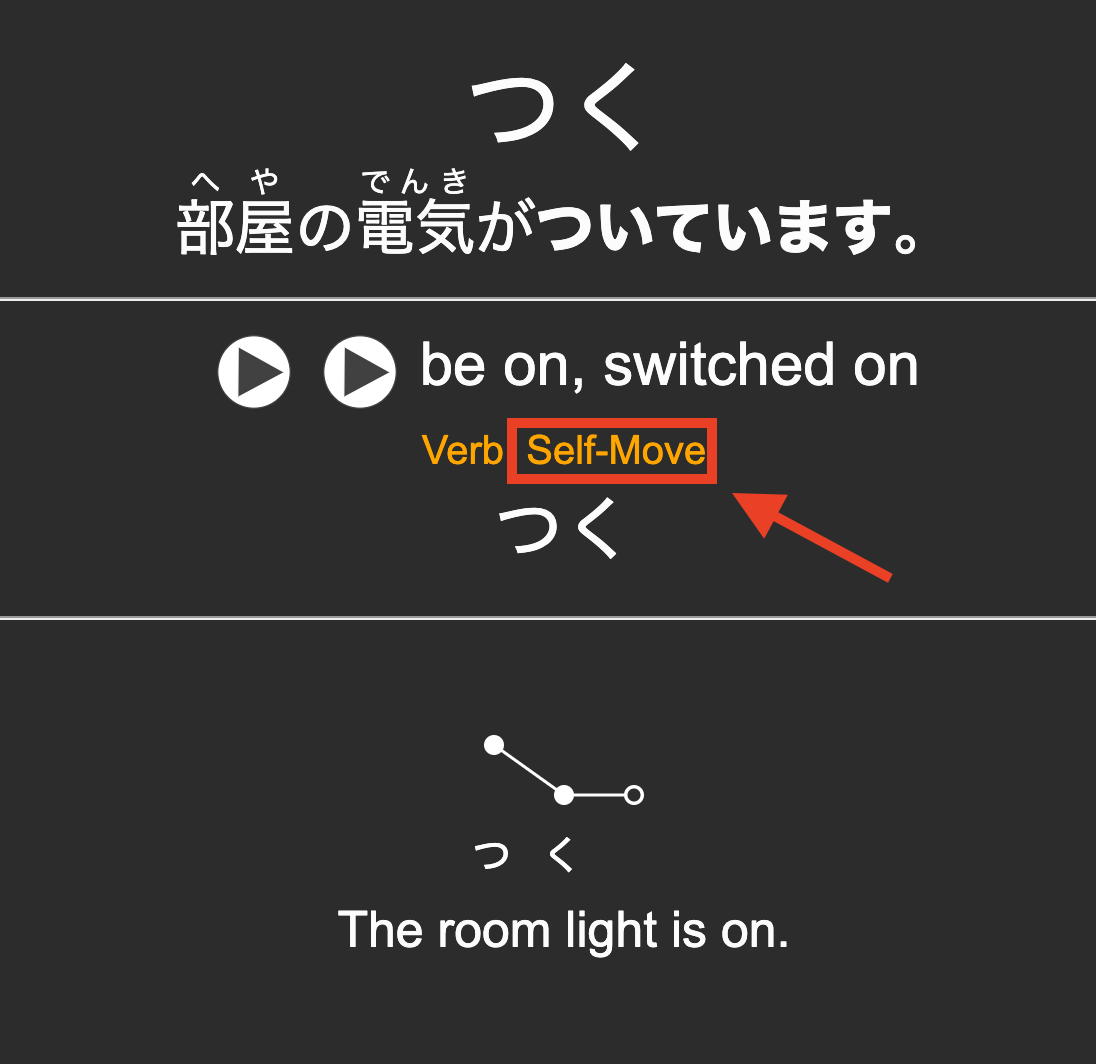 つく
へや でんき
部屋の電気がついています。
be on, switched on
Verb Self-Move
つく
つく
The room light is on.